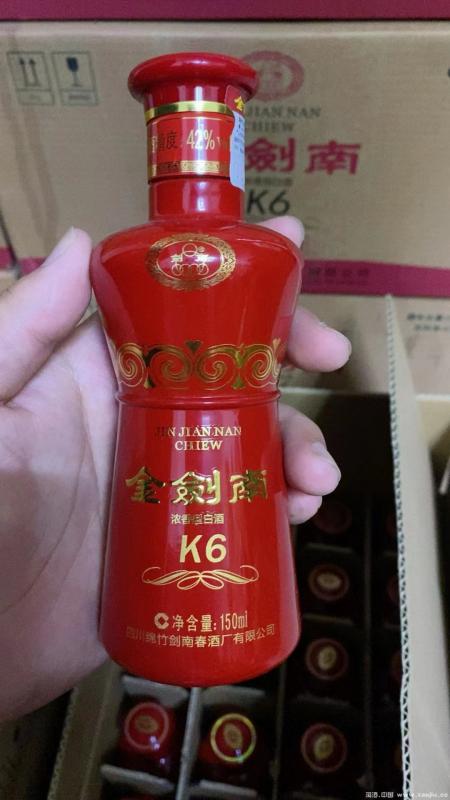 JIAN NAN
CHIEW
劍南
K6
酒精度:42%v
JIN JIAN NAN
CHIEW
金劍南
浓香型白酒
K6
净含量:150ml
四川绵竹剑南春酒厂有限公司